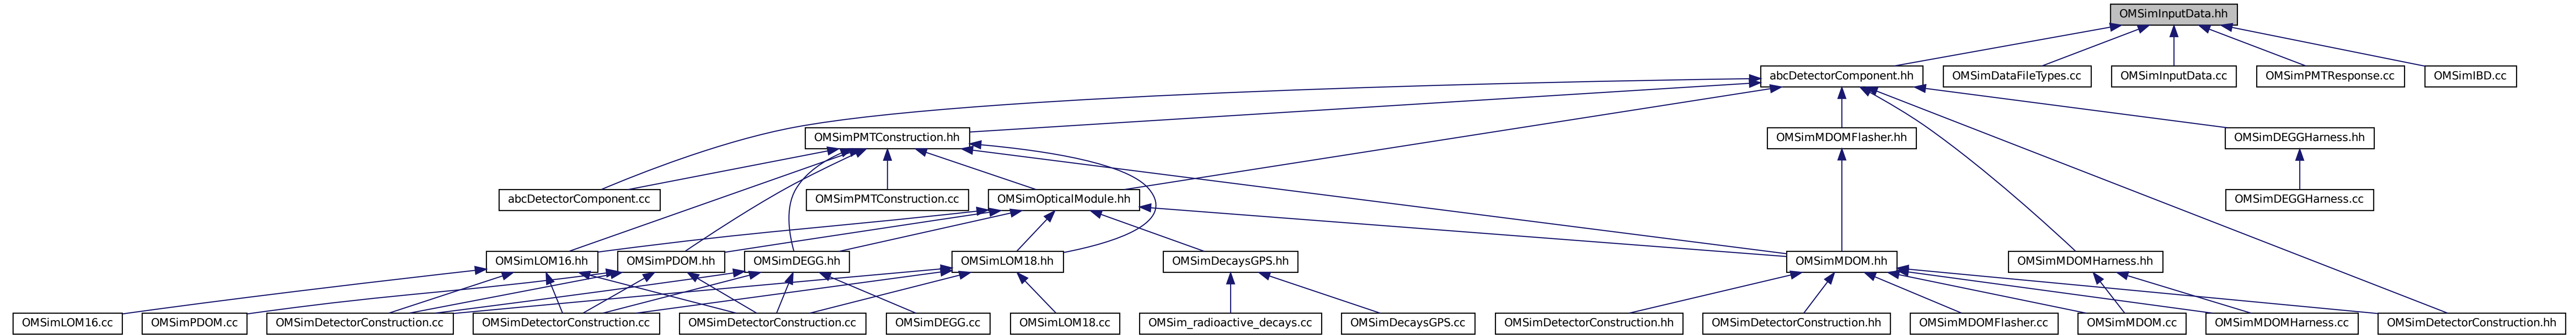 OMSimInputData.hh
abcDetectorComponent.hh
OMSimDataFileTypes.cc
OMSimInputData.cc
OMSimPMTResponse.cc
OMSimIBD.cc
OMSimPMTConstruction.hh
OMSimMDOMFlasher.hh
OMSimDEGGHarness.hh
abcDetectorComponent.cc
OMSimPMTConstruction.cc
OMSimOpticalModule.hh
OMSimDEGGHarness.cc
OMSimLOM16.hh
OMSimPDOM.hh
OMSimDEGG.hh
OMSimLOM18.hh
OMSimDecaysGPS.hh
OMSimMDOM.hh
OMSimMDOMHarness.hh
OMSimLOM16.cc
OMSimPDOM.cc
OMSimDetectorConstruction.cc
OMSimDetectorConstruction.cc
OMSimDetectorConstruction.cc
OMSimDEGG.cc
OMSimLOM18.cc
OMSim_radioactive_decays.cc
OMSimDecaysGPS.cc
OMSimDetectorConstruction.hh
OMSimDetectorConstruction.hh
OMSimMDOMFlasher.cc
OMSimMDOM.cc
OMSimMDOMHarness.cc
OMSimDetectorConstruction.hh